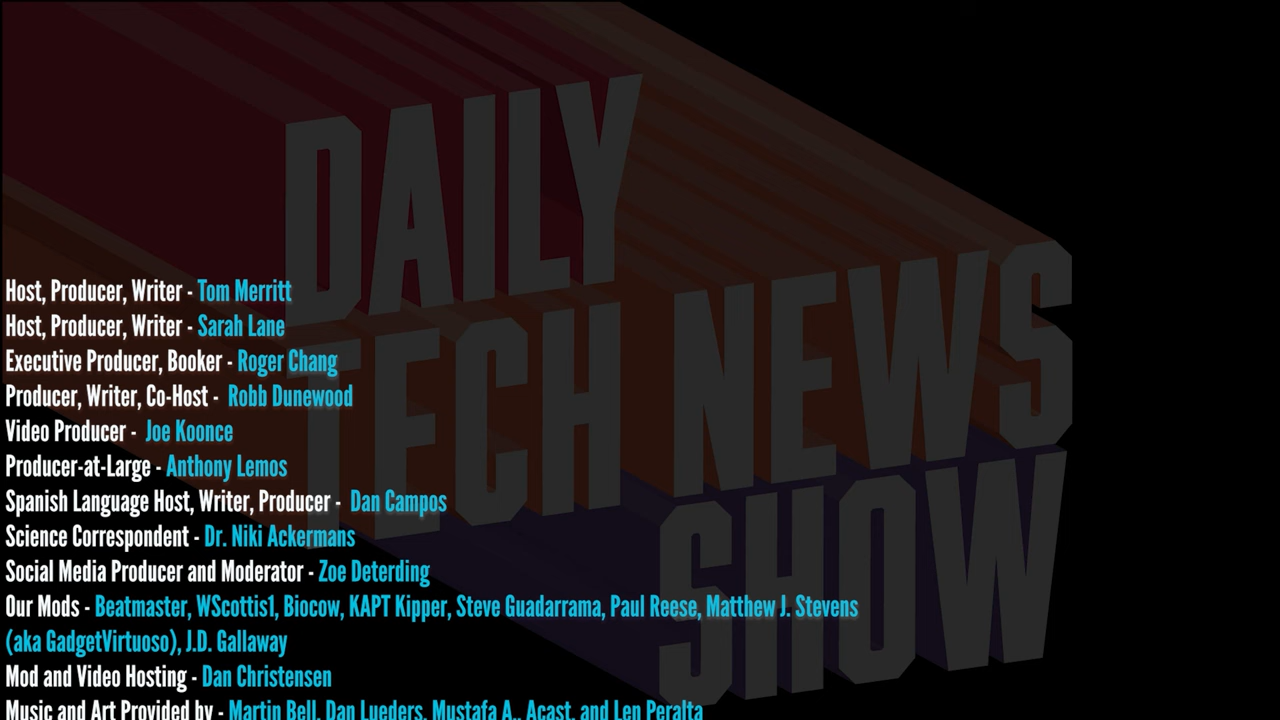 DAILY
TECH NEWS
SHOW
Host, Producer, Writer - Tom Merritt
Host, Producer, Writer - Sarah Lane
Executive Producer, Booker - Roger Chang
Producer, Writer, Co-Host - Robb Dunewood
Video Producer - Joe Koonce
Producer-at-Large - Anthony Lemos
Spanish Language Host, Writer, Producer - Dan Campos
Science Correspondent - Dr. Niki Ackermans
Social Media Producer and Moderator - Zoe Deterding
Our Mods - Beatmaster, WScottis1, Biocow, KAPT Kipper, Steve Guadarrama, Paul Reese, Matthew J. Stevens
(aka GadgetVirtuoso), J.D. Gallaway
Mod and Video Hosting - Dan Christensen
Music and Art Provided by - Martin Bell, Dan Lueders, Mustafa A., Acast, and Len Peralta